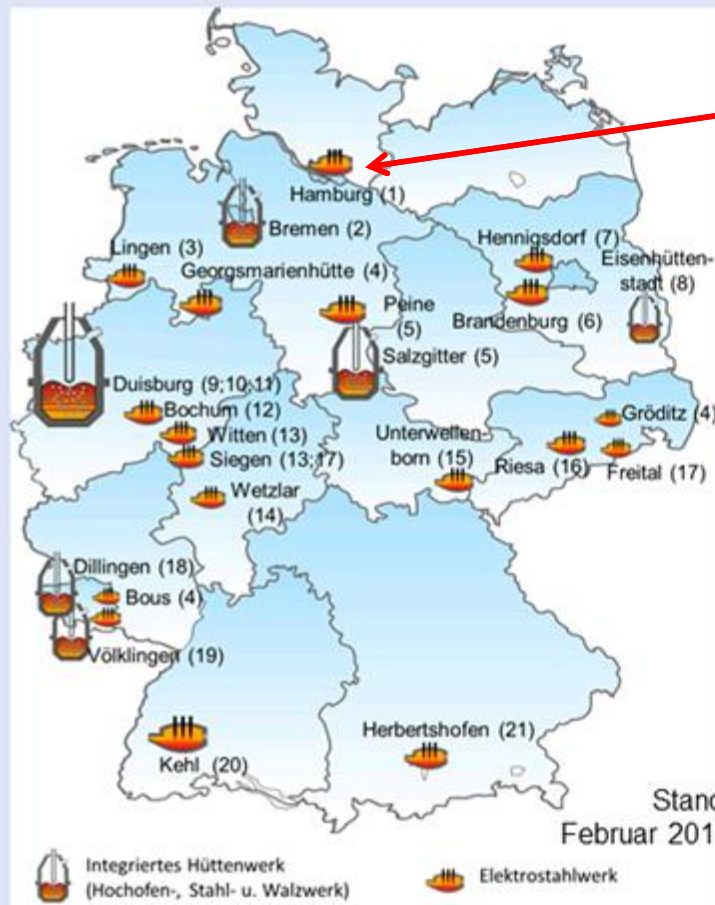 Hamburg (1)
Bremen (2)
Lingen (3)
Georgsmarienhütte (4)
Hennigsdorf (7)
Eisenhütten-
stadt (8)
Peine
(5)
Brandenburg (6)
Salzgitter (5)
Duisburg (9;10;11)
Bochum (12)
Witten (13)
Siegen (13;17)
Wetzlar
(14)
Unterwellen-
born (15)
Gröditz (4)
Riesa (16)
Freital (17)
Dillingen (18)
Bous (4)
Völklingen (19)
Kehl (20)
Herbertshofen (21)
Februar 201
Integriertes Hüttenwerk
(Hochofen-, Stahl- u. Walzwerk)
Elektrostahlwerk